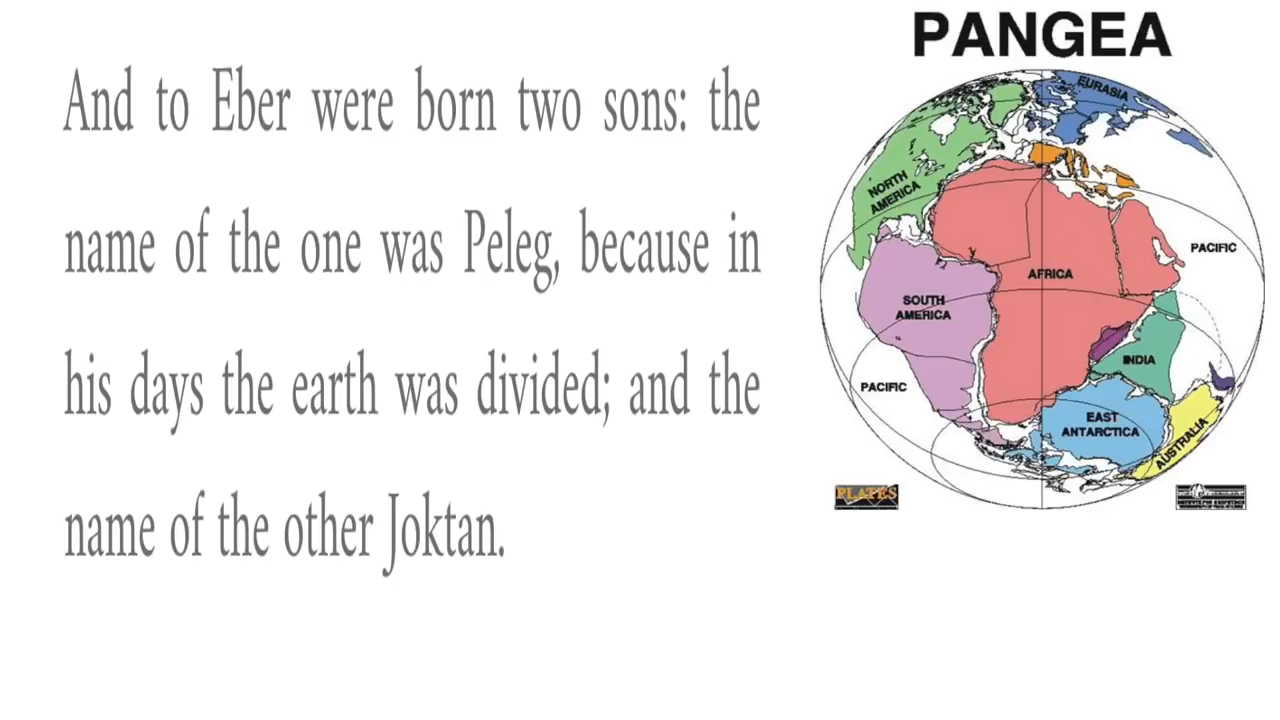 And to Eber were born two sons: the
name of the one was Peleg, because in
his days the earth was divided; and the
name of the other Joktan.
PANGEA
EURASIA
NORTH
AMERICA
PACIFIC
AFRICA
SOUTH
AMERICA
INDIA
PACIFIC
EAST
ANTARCTICA
AUSTRALIA
PLATES